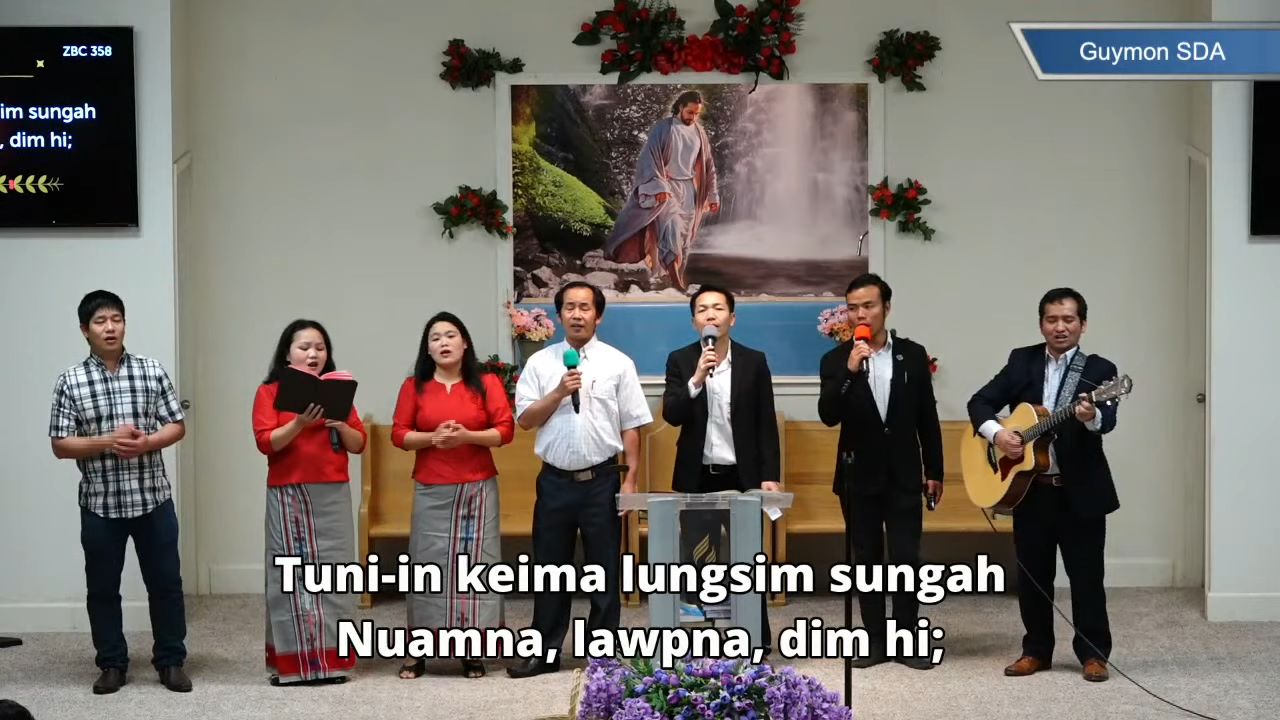 ZBC 358
im sungah
, dim hi;
Guymon SDA
Tuni-in keima lungsim sungah
Nuamna, lawpna, dim hi;